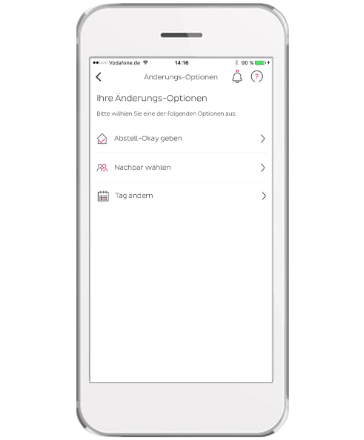 Vodafone.de 14:16 90 %
Änderungs-Optionen ?
Ihre Änderungs-Optionen
Bitte wählen Sie eine der folgenden Optionen aus:
Abstell-Okay geben
Nachbar wählen
Tag ändern